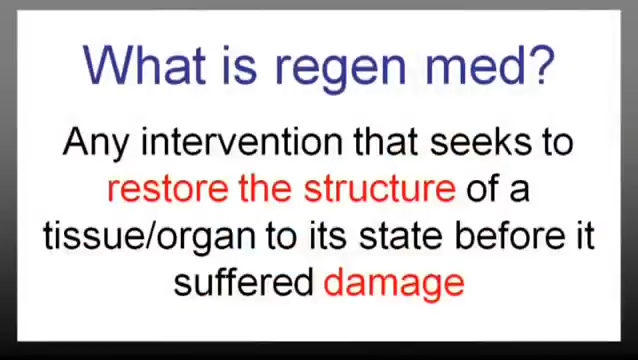 What is regen med?
Any intervention that seeks to
restore the structure of a
tissue/organ to its state before it
suffered damage